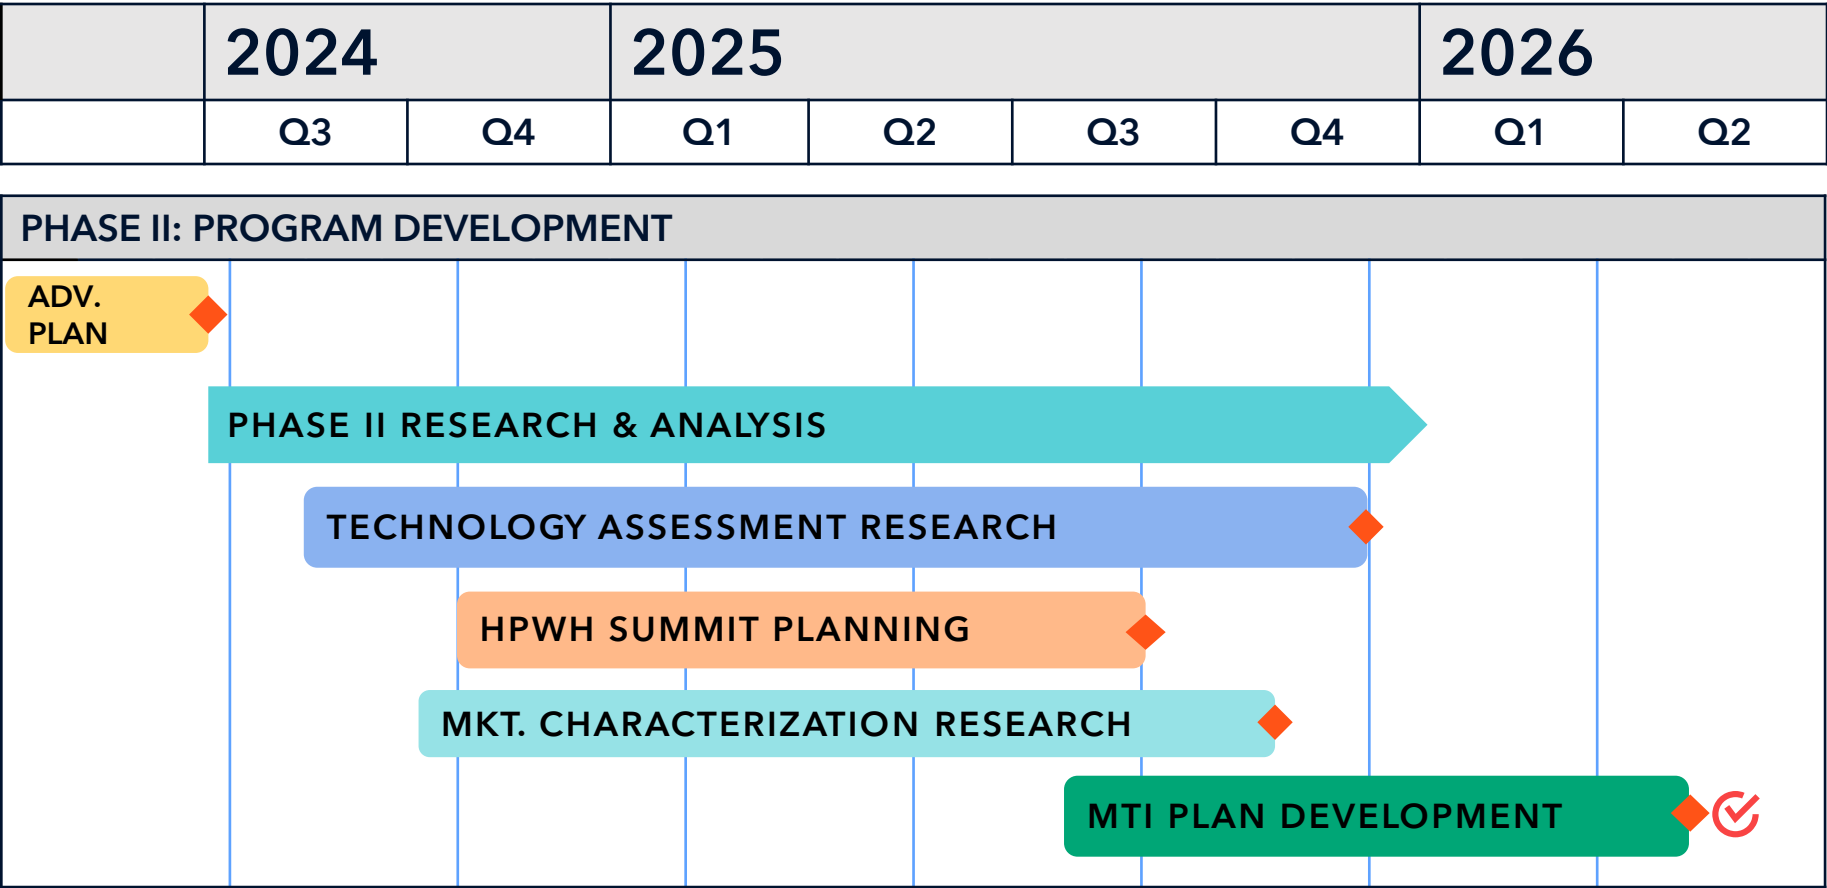 2024 2025 2026
Q3 Q4 Q1 Q2 Q3 Q4 Q1 Q2
PHASE II: PROGRAM DEVELOPMENT
ADV.
PLAN
PHASE II RESEARCH & ANALYSIS
TECHNOLOGY ASSESSMENT RESEARCH
HPWH SUMMIT PLANNING
MKT. CHARACTERIZATION RESEARCH
MTI PLAN DEVELOPMENT